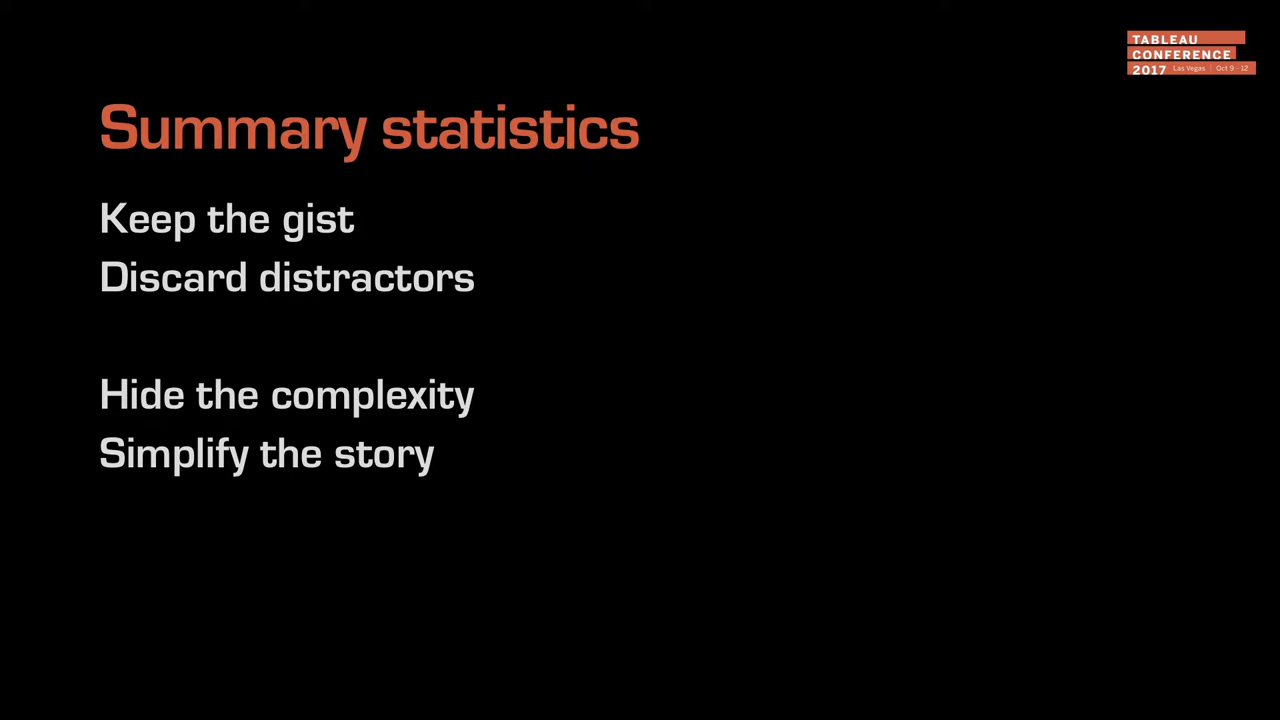 TABLEAU
CONFERENCE
2017 Las Vegas | Oct 9 - 12
Summary statistics
Keep the gist
Discard distractors
Hide the complexity
Simplify the story